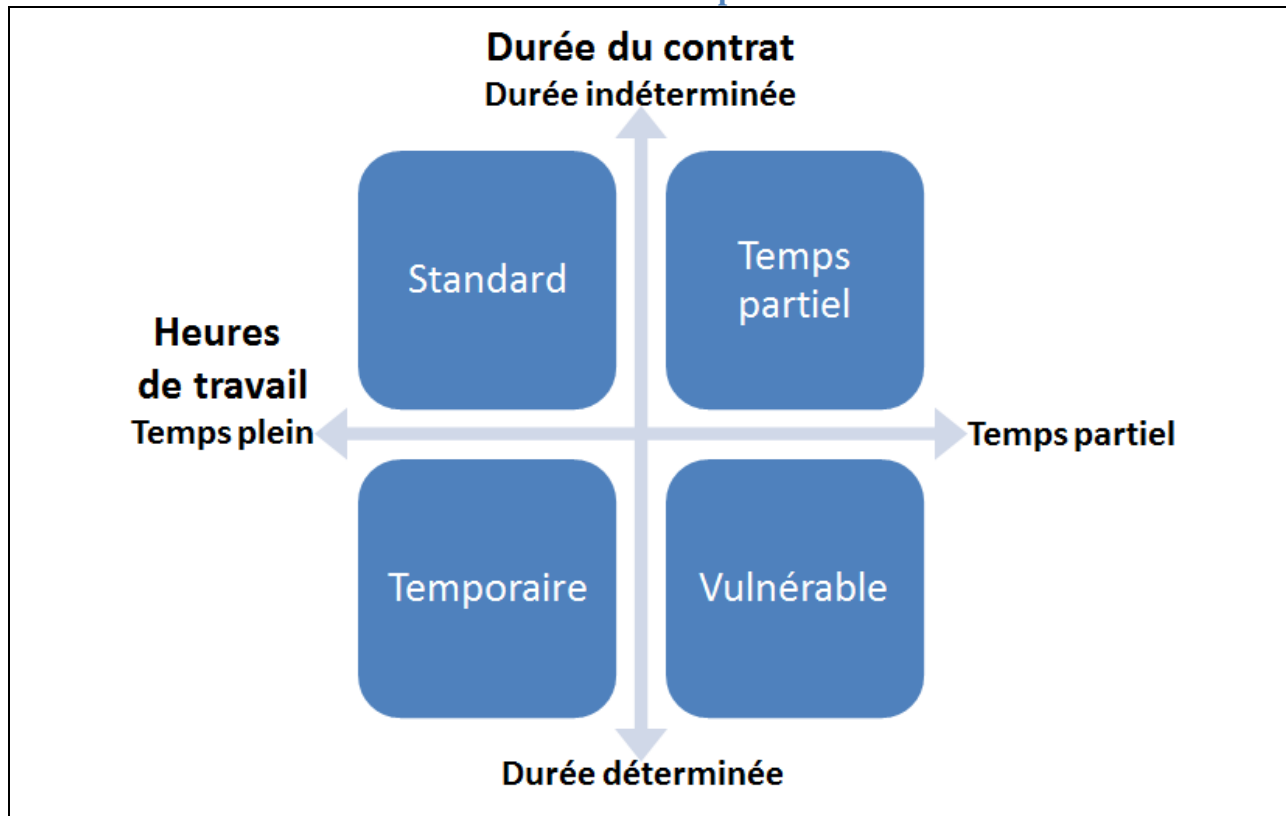 Durée du contrat
Durée indéterminée
Standard
Temps
partiel
Heures
de travail
Temps plein
Temps partiel
Temporaire
Vulnérable
Durée déterminée